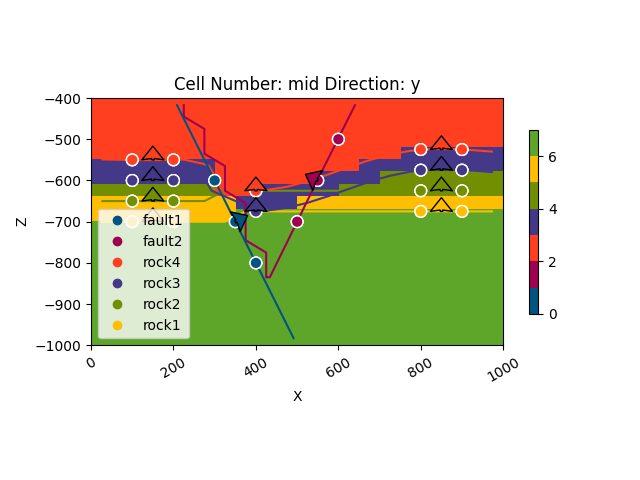 Cell Number: mid Direction: y
−400
−500
−600
−700
−800
−900
−1000
Z
0
200
400
600
800
1000
X
fault1
fault2
rock4
rock3
rock2
rock1
6
4
2
0